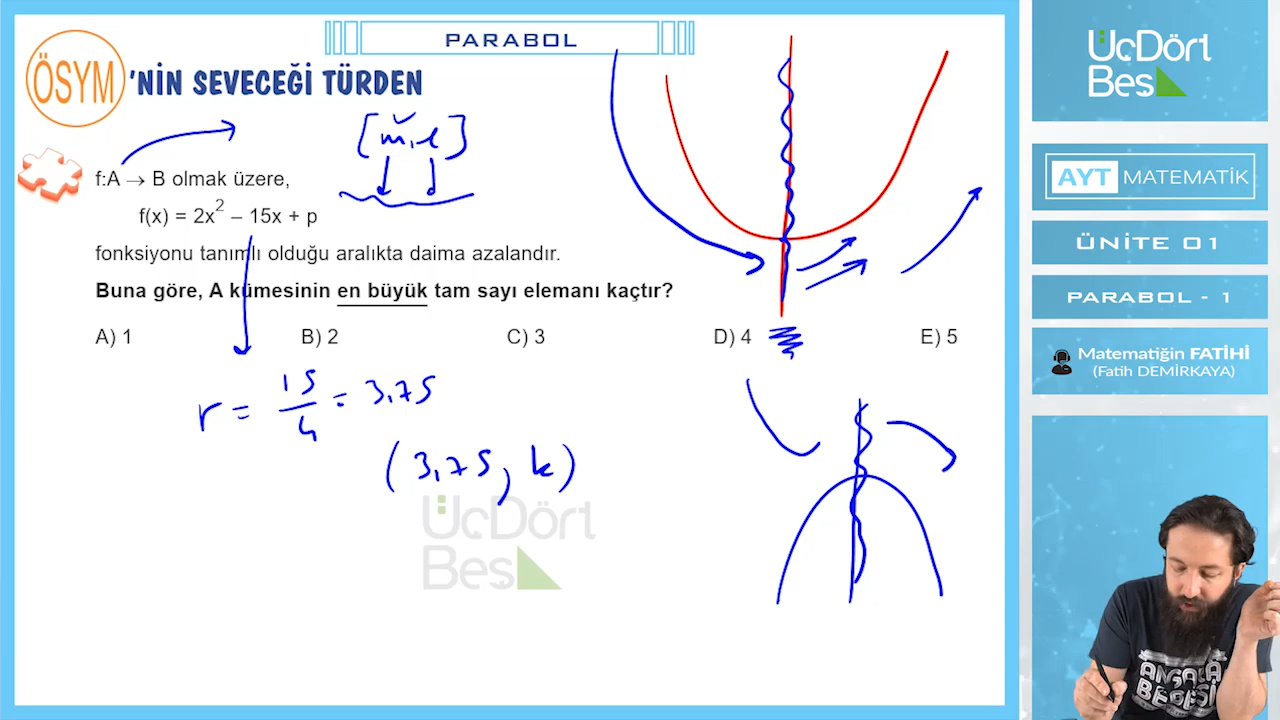 PARABOL
ÖSYM'NİN SEVECEĞİ TÜRDEN
f:A → B olmak üzere,
f(x) = 2x² – 15x + p
fonksiyonu tanımlı olduğu aralıkta daima azalandır.
Buna göre, A kümesinin en büyük tam sayı elemanı kaçtır?
A) 1 B) 2 C) 3 D) 4 E) 5
r = 15/4 = 3,75
(3,75, k)
ÜçDört
Beş
ÜçDört
Beş
AYT MATEMATİK
ÜNİTE 01
PARABOL - 1
Matematiğin FATİHİ
(Fatih DEMİRKAYA)